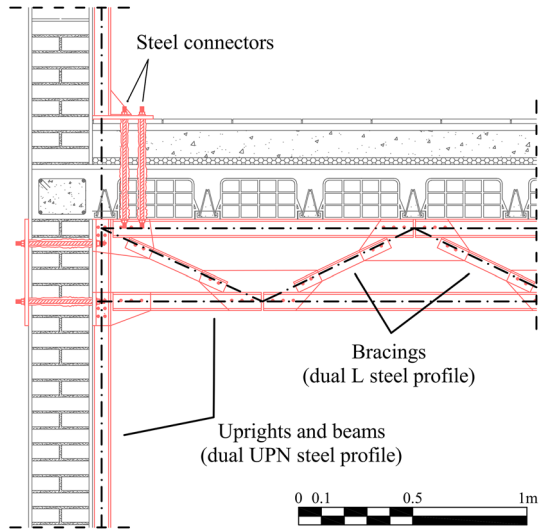 Steel connectors
Bracings
(dual L steel profile)
Uprights and beams
(dual UPN steel profile)
0 0.1 0.5 1m